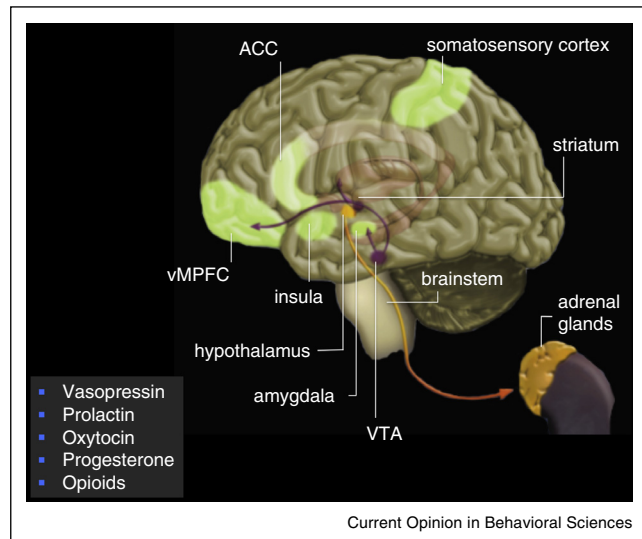 ACC
somatosensory cortex
striatum
vMPFC
insula
brainstem
adrenal
glands
hypothalamus
amygdala
VTA
▪ Vasopressin
▪ Prolactin
▪ Oxytocin
▪ Progesterone
▪ Opioids
Current Opinion in Behavioral Sciences